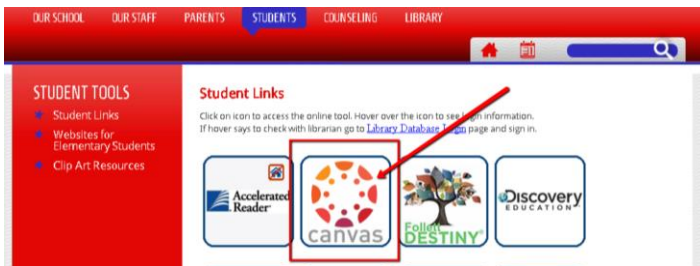 OUR SCHOOL OUR STAFF PARENTS STUDENTS COUNSELING LIBRARY
STUDENT TOOLS
Student Links
Websites for
Elementary Students
Clip Art Resources
Student Links
Click on icon to access the online tool. Hover over the icon to see login information.
If hover says to check with librarian go to Library Database Login page and sign in.
Accelerated
Reader
canvas
Follett
DESTINY
Discovery
EDUCATION